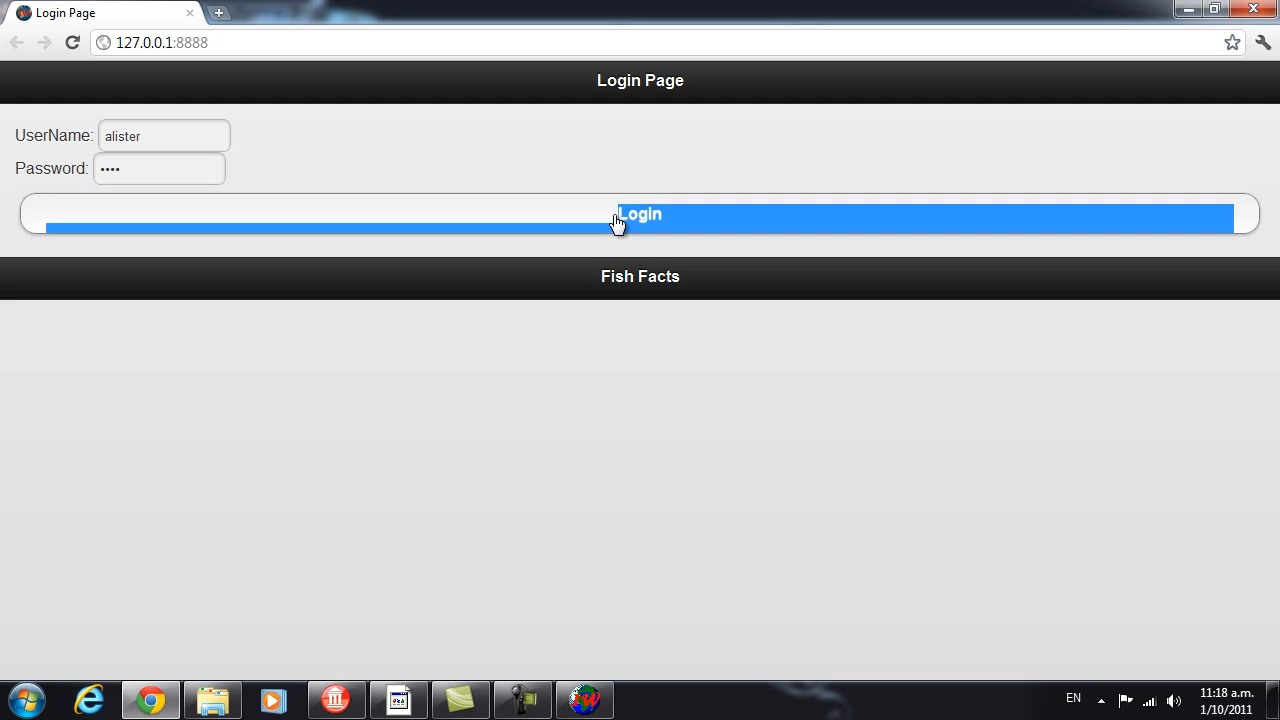 Login Page
127.0.0.1:8888
Login Page
UserName: alister
Password: ••••
Login
Fish Facts
EN
11:18 a.m.
1/10/2011